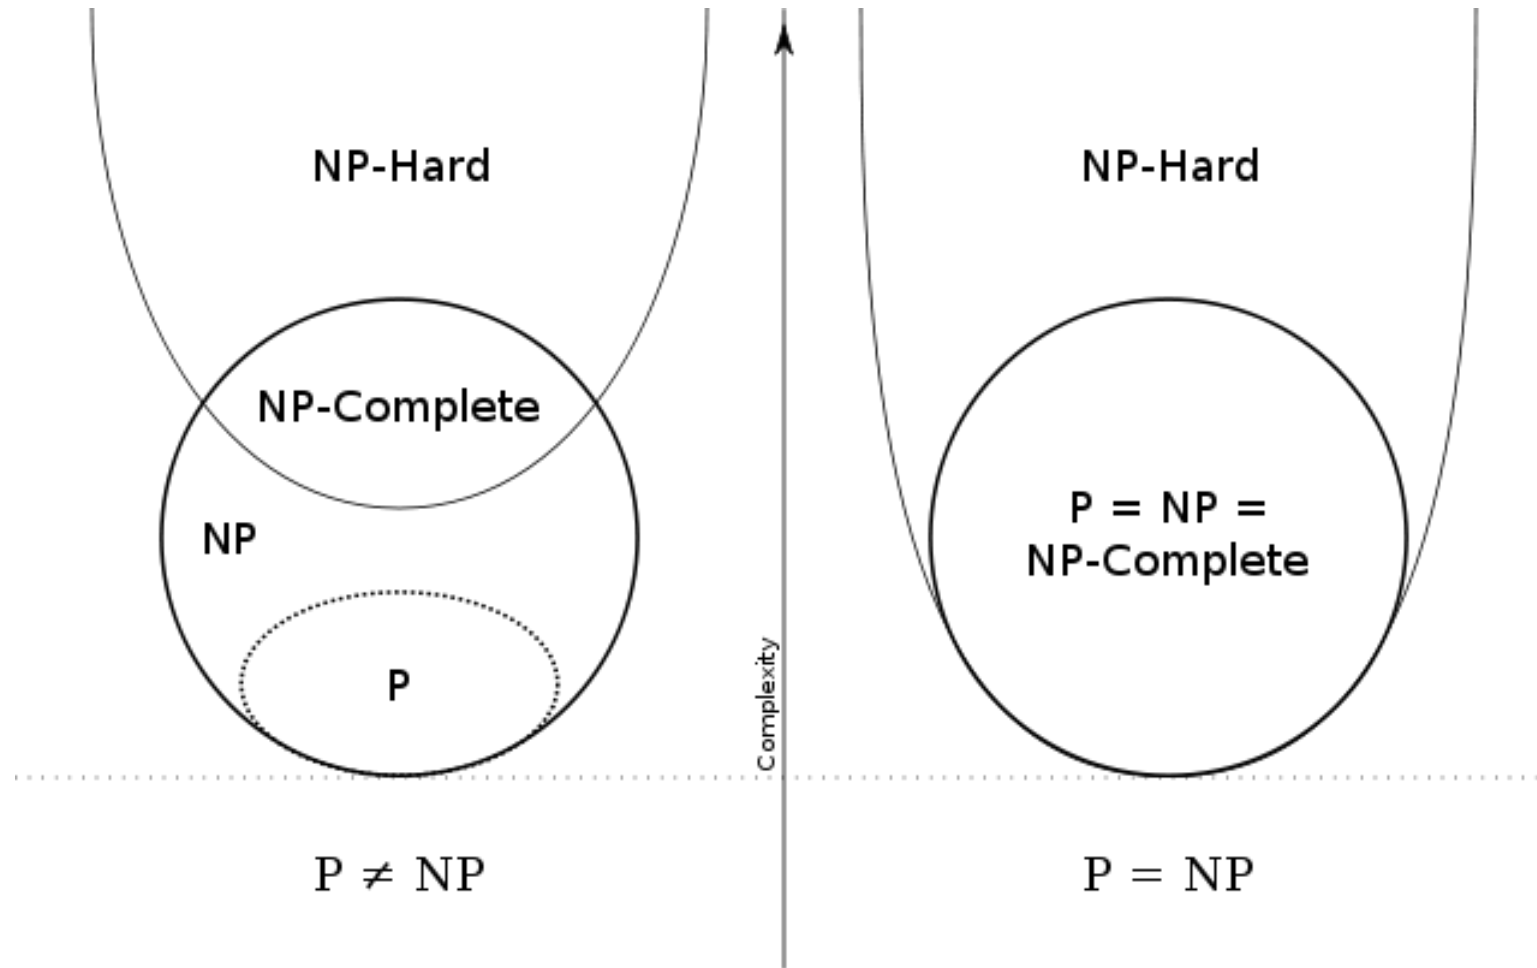 NP-Hard
NP-Complete
NP
P
P ≠ NP
Complexity
NP-Hard
P = NP =
NP-Complete
P = NP